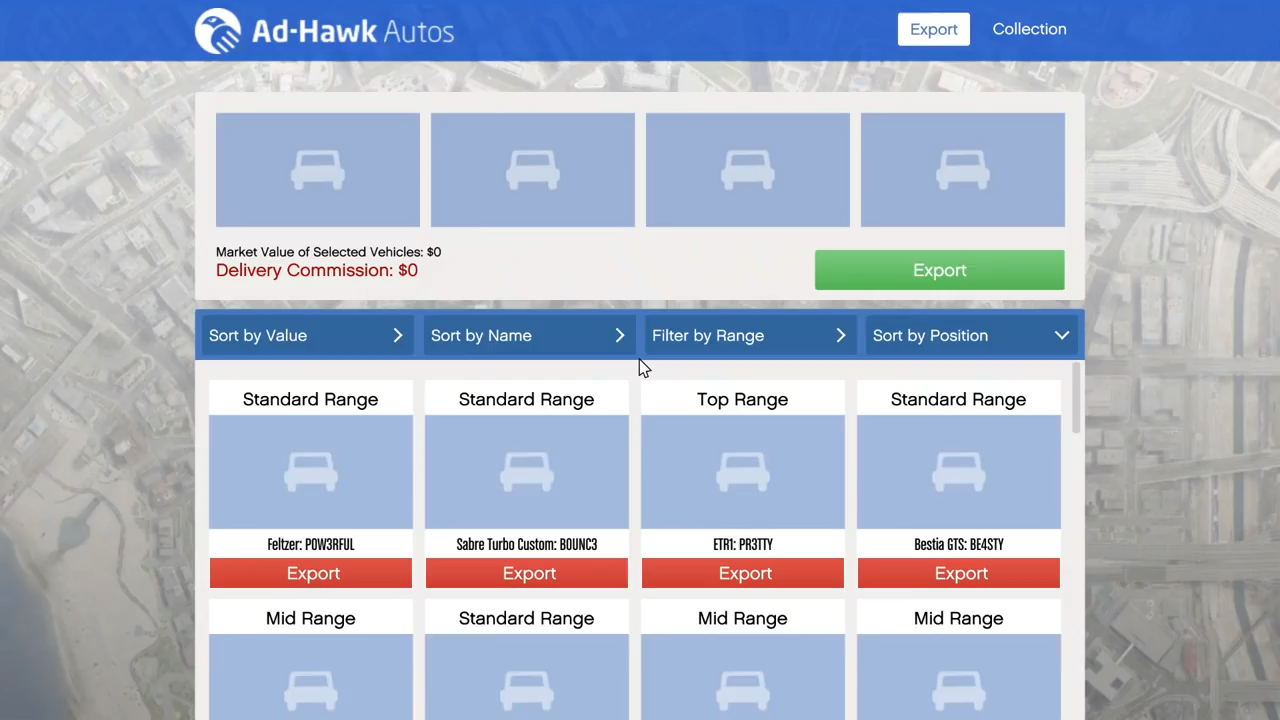 Ad-Hawk Autos
Export
Collection
Market Value of Selected Vehicles: $0
Delivery Commission: $0
Export
Sort by Value
Sort by Name
Filter by Range
Sort by Position
Standard Range
Standard Range
Top Range
Standard Range
Feltzer: P0W3RFUL
Sabre Turbo Custom: B0UNC3
ETR1: PR3TTY
Bestia GTS: BE4STY
Export
Export
Export
Export
Mid Range
Standard Range
Mid Range
Mid Range